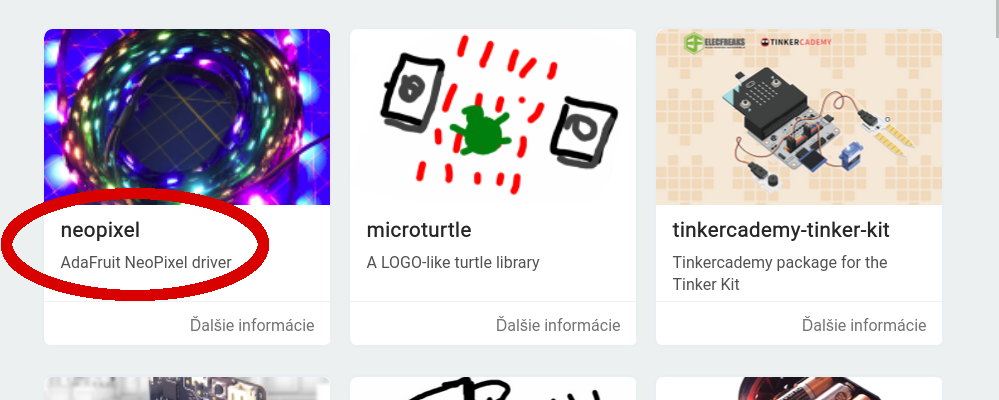 ELECFREAKS TINKERCADEMY
neopixel
AdaFruit NeoPixel driver
Ďalšie informácie
microturtle
A LOGO-like turtle library
Ďalšie informácie
tinkercademy-tinker-kit
Tinkercademy package for the
Tinker Kit
Ďalšie informácie